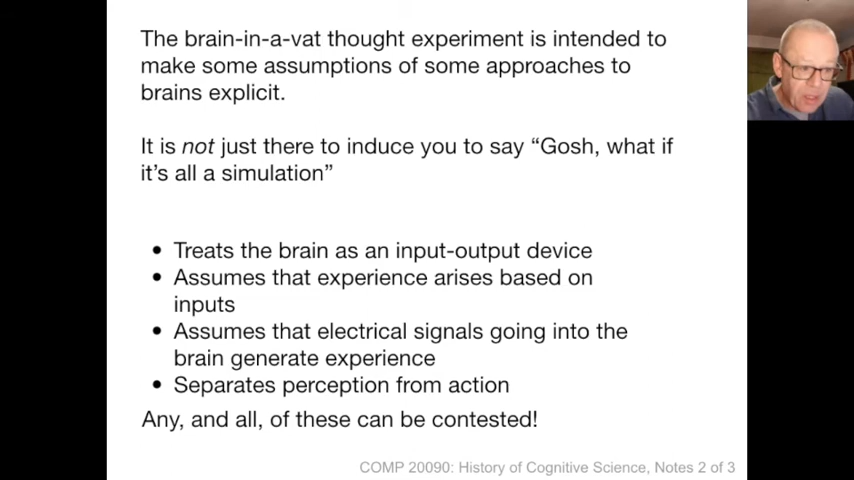 The brain-in-a-vat thought experiment is intended to
make some assumptions of some approaches to
brains explicit.
It is not just there to induce you to say “Gosh, what if
it’s all a simulation”
• Treats the brain as an input-output device
• Assumes that experience arises based on
inputs
• Assumes that electrical signals going into the
brain generate experience
• Separates perception from action
Any, and all, of these can be contested!
COMP 20090: History of Cognitive Science, Notes 2 of 3